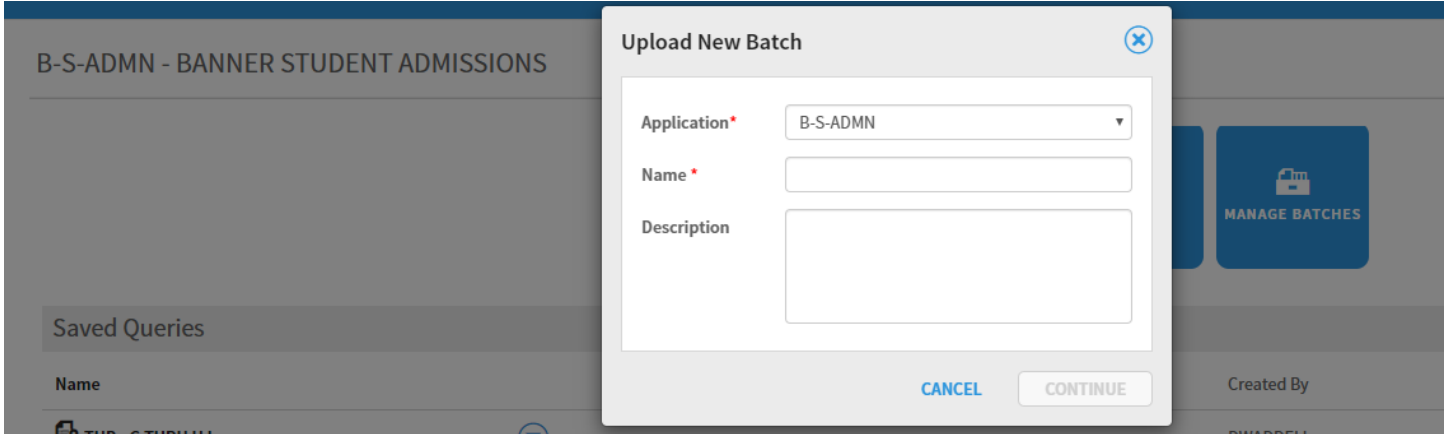 B-S-ADMN - BANNER STUDENT ADMISSIONS
Upload New Batch
Application*
B-S-ADMN
Name *
Description
CANCEL
CONTINUE
MANAGE BATCHES
Saved Queries
Name
Created By